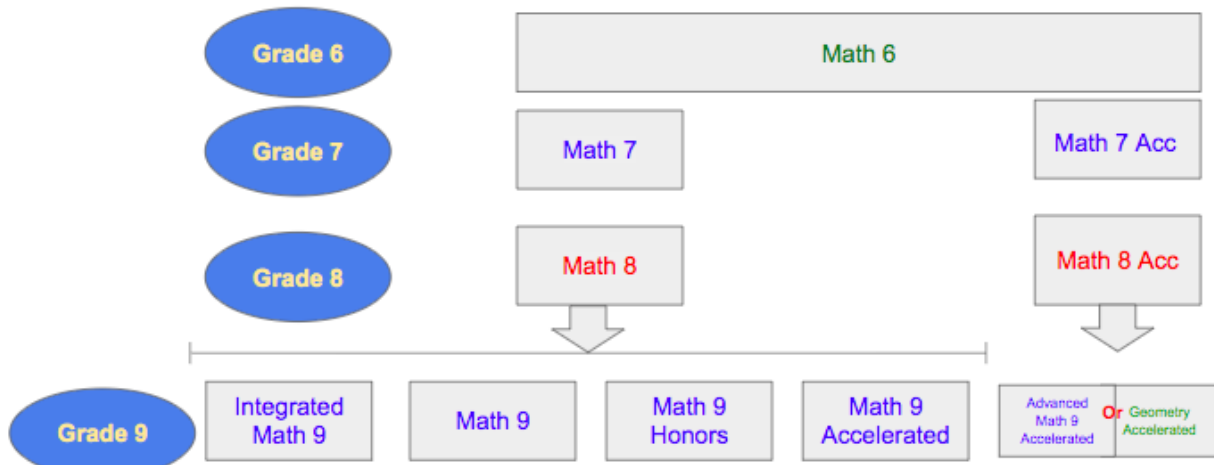 Grade 6
Math 6
Grade 7
Math 7
Math 7 Acc
Grade 8
Math 8
Math 8 Acc
Grade 9
Integrated
Math 9
Math 9
Math 9
Honors
Math 9
Accelerated
Advanced
Math 9
Accelerated
Or
Geometry
Accelerated